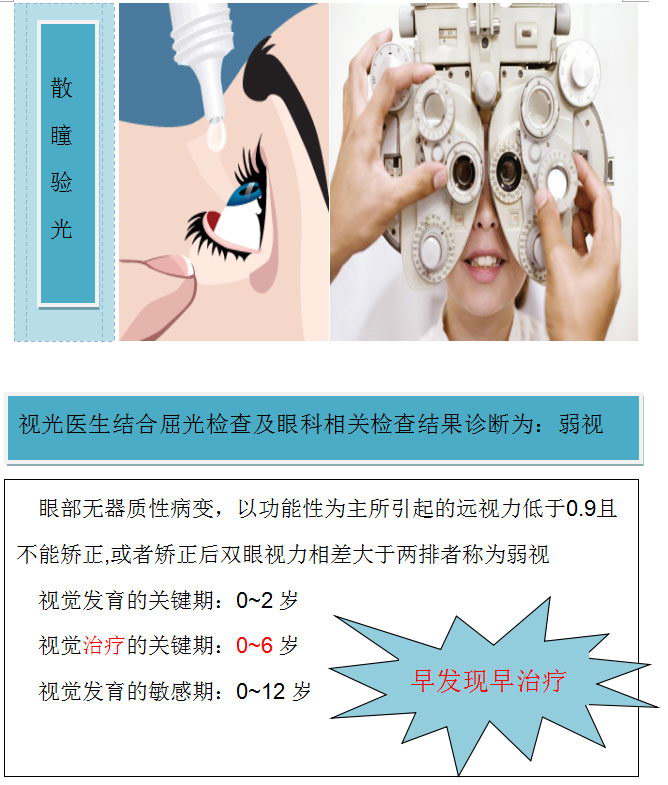 散瞳验光
视光医生结合屈光检查及眼科相关检查结果诊断为：弱视
眼部无器质性病变，以功能性为主所引起的远视力低于0.9且
不能矫正,或者矫正后双眼视力相差大于两排者称为弱视
视觉发育的关键期：0~2 岁
视觉治疗的关键期：0~6 岁
视觉发育的敏感期：0~12 岁
早发现早治疗